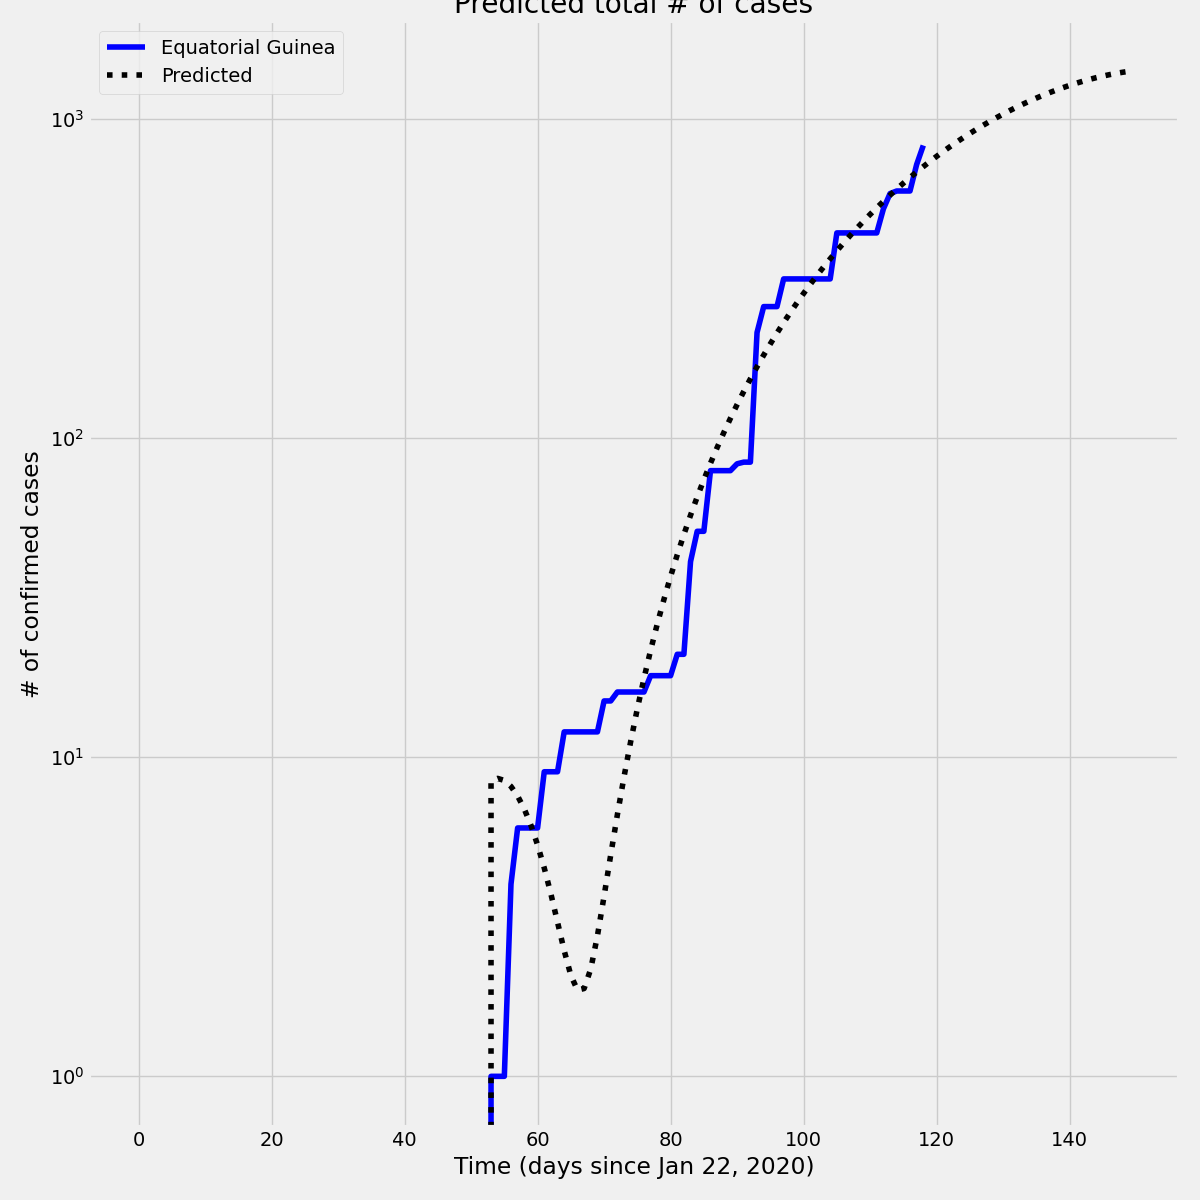 Predicted total # of cases
Equatorial Guinea
Predicted
10³
10²
10¹
10⁰
# of confirmed cases
0 20 40 60 80 100 120 140
Time (days since Jan 22, 2020)